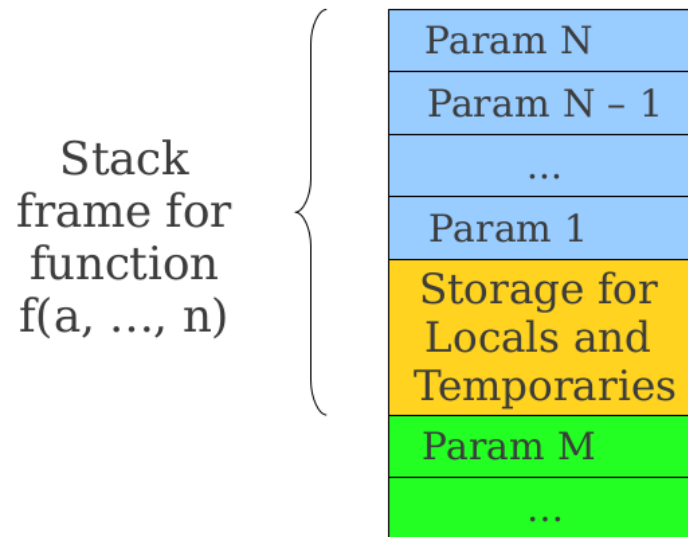 Stack
frame for
function
f(a, ..., n)
Param N
Param N – 1
...
Param 1
Storage for
Locals and
Temporaries
Param M
...